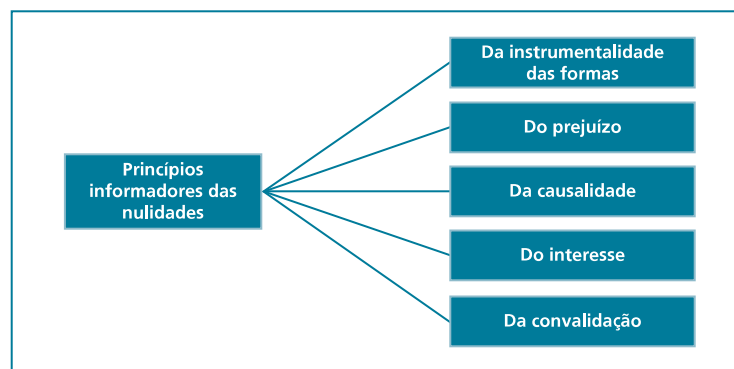 Princípios
informadores das
nulidades
Da instrumentalidade
das formas
Do prejuízo
Da causalidade
Do interesse
Da convalidação